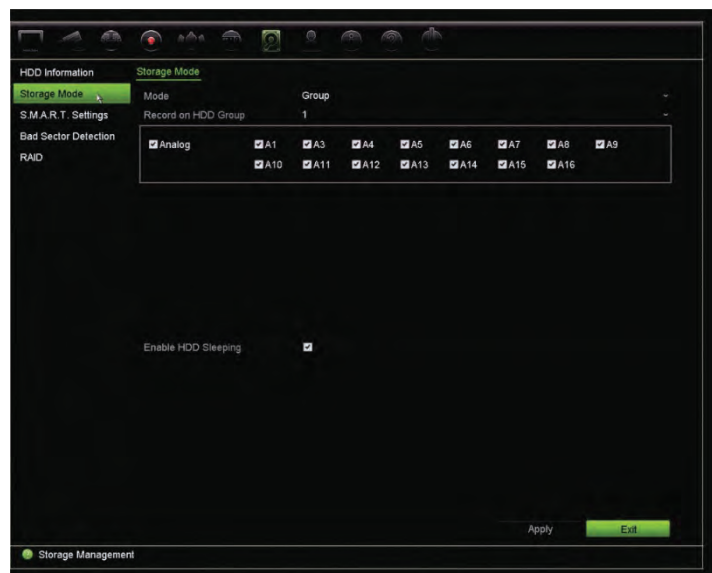 HDD Information
Storage Mode
S.M.A.R.T. Settings
Bad Sector Detection
RAID
Storage Mode
Mode Group
Record on HDD Group 1
Analog A1 A3 A4 A5 A6 A7 A8 A9
A10 A11 A12 A13 A14 A15 A16
Enable HDD Sleeping
Apply Exit
Storage Management